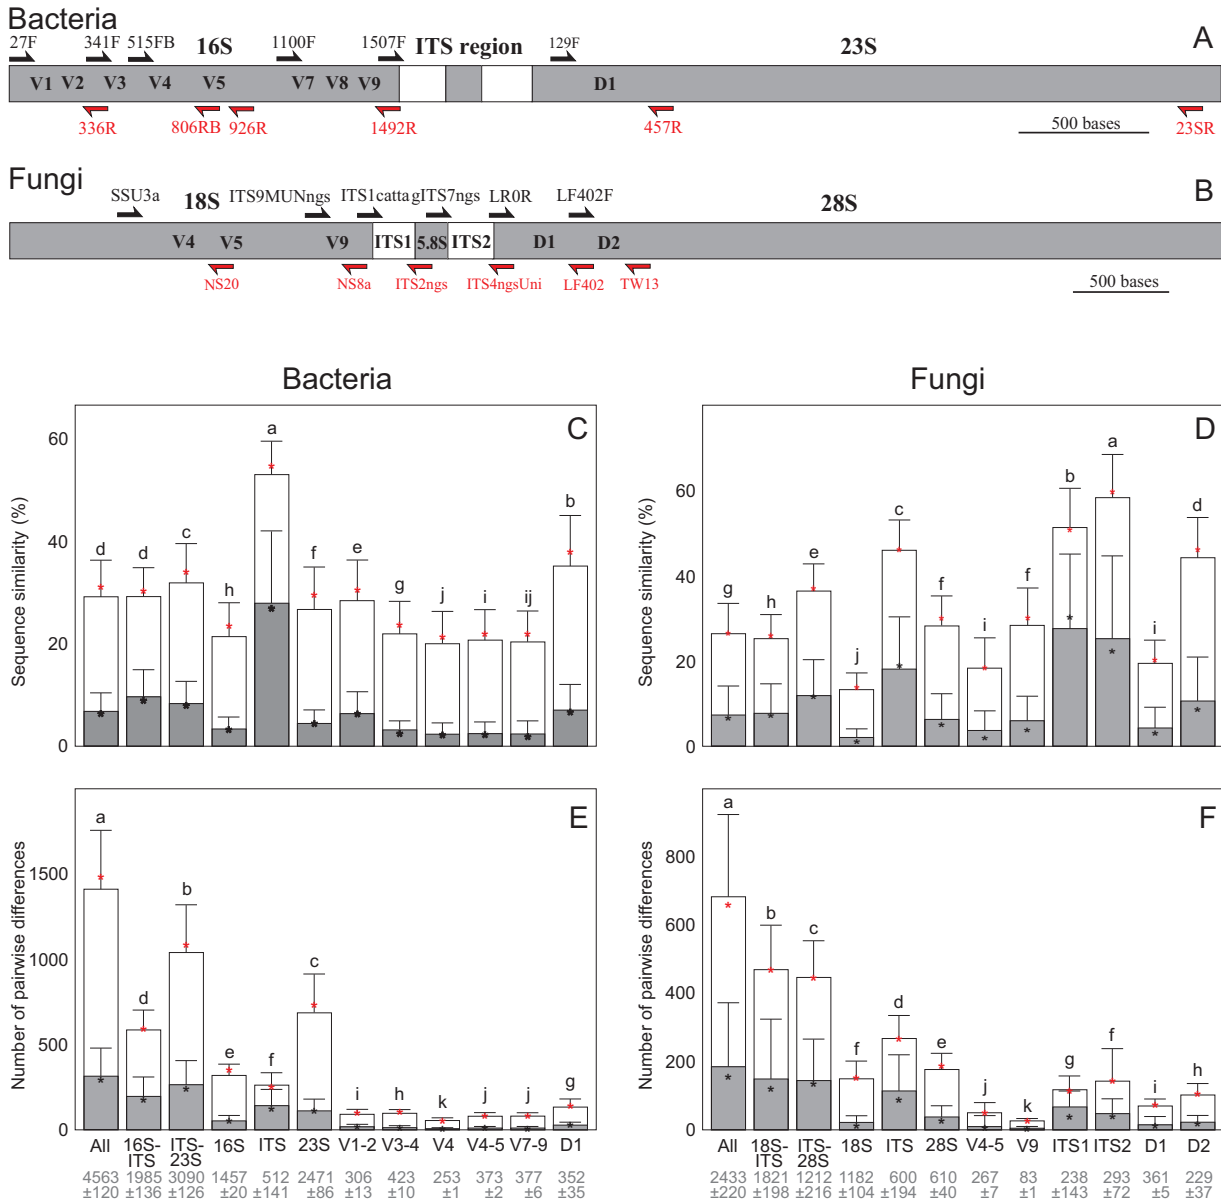 Bacteria
27F 341F 515FB 16S 1100F 1507F ITS region 129F 23S A
V1 V2 V3 V4 V5 V7 V8 V9 D1
336R 806RB 926R 1492R 457R 500 bases 23SR
Fungi
SSU3a 18S ITS9MUNngs ITS1cattag ITS7ngs LR0R LF402F 28S B
V4 V5 V9 ITS1 5.8S ITS2 D1 D2
NS20 NS8a ITS2ngs ITS4ngsUni LF402 TW13 500 bases
Bacteria
C
Sequence similarity (%)
60
40
20
0
d d c h a f e g j i ij b
Fungi
D
Sequence similarity (%)
60
40
20
0
g h e j c f i f b a i d
E
Number of pairwise differences
1500
1000
500
0
a d b e f c i h k j j g
All 16S-ITS ITS-23S 16S ITS 23S V1-2 V3-4 V4 V4-5 V7-9 D1
4563 1985 3090 1457 512 2471 306 423 253 373 377 352
±120 ±136 ±126 ±20 ±141 ±86 ±13 ±10 ±1 ±2 ±6 ±35
F
Number of pairwise differences
800
600
400
200
0
a b c f d e j k g f i h
All 18S-ITS ITS-28S 18S ITS 28S V4-5 V9 ITS1 ITS2 D1 D2
2433 1821 1212 1182 600 610 267 83 238 293 361 229
±220 ±198 ±216 ±104 ±194 ±40 ±7 ±1 ±143 ±72 ±5 ±37